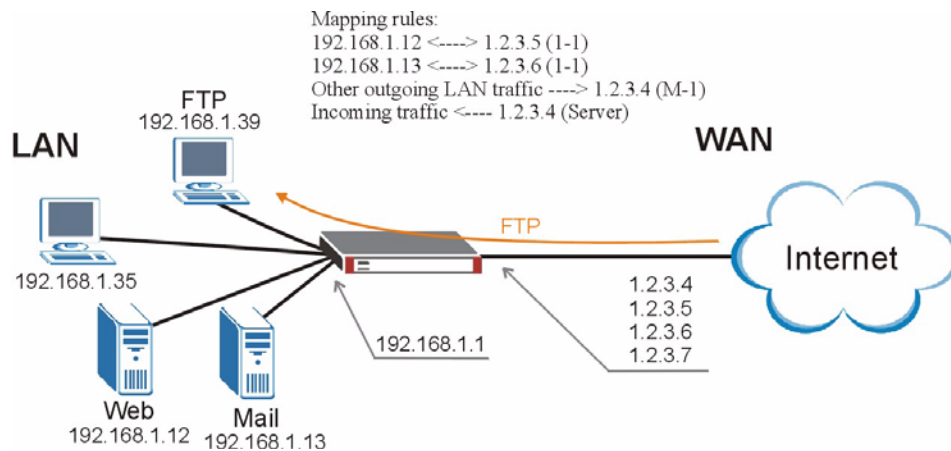 Mapping rules:
192.168.1.12 <----> 1.2.3.5 (1-1)
192.168.1.13 <----> 1.2.3.6 (1-1)
Other outgoing LAN traffic ----> 1.2.3.4 (M-1)
Incoming traffic <---- 1.2.3.4 (Server)
FTP
192.168.1.39
LAN
WAN
FTP
Internet
192.168.1.35
1.2.3.4
1.2.3.5
1.2.3.6
1.2.3.7
192.168.1.1
Web
192.168.1.12
Mail
192.168.1.13